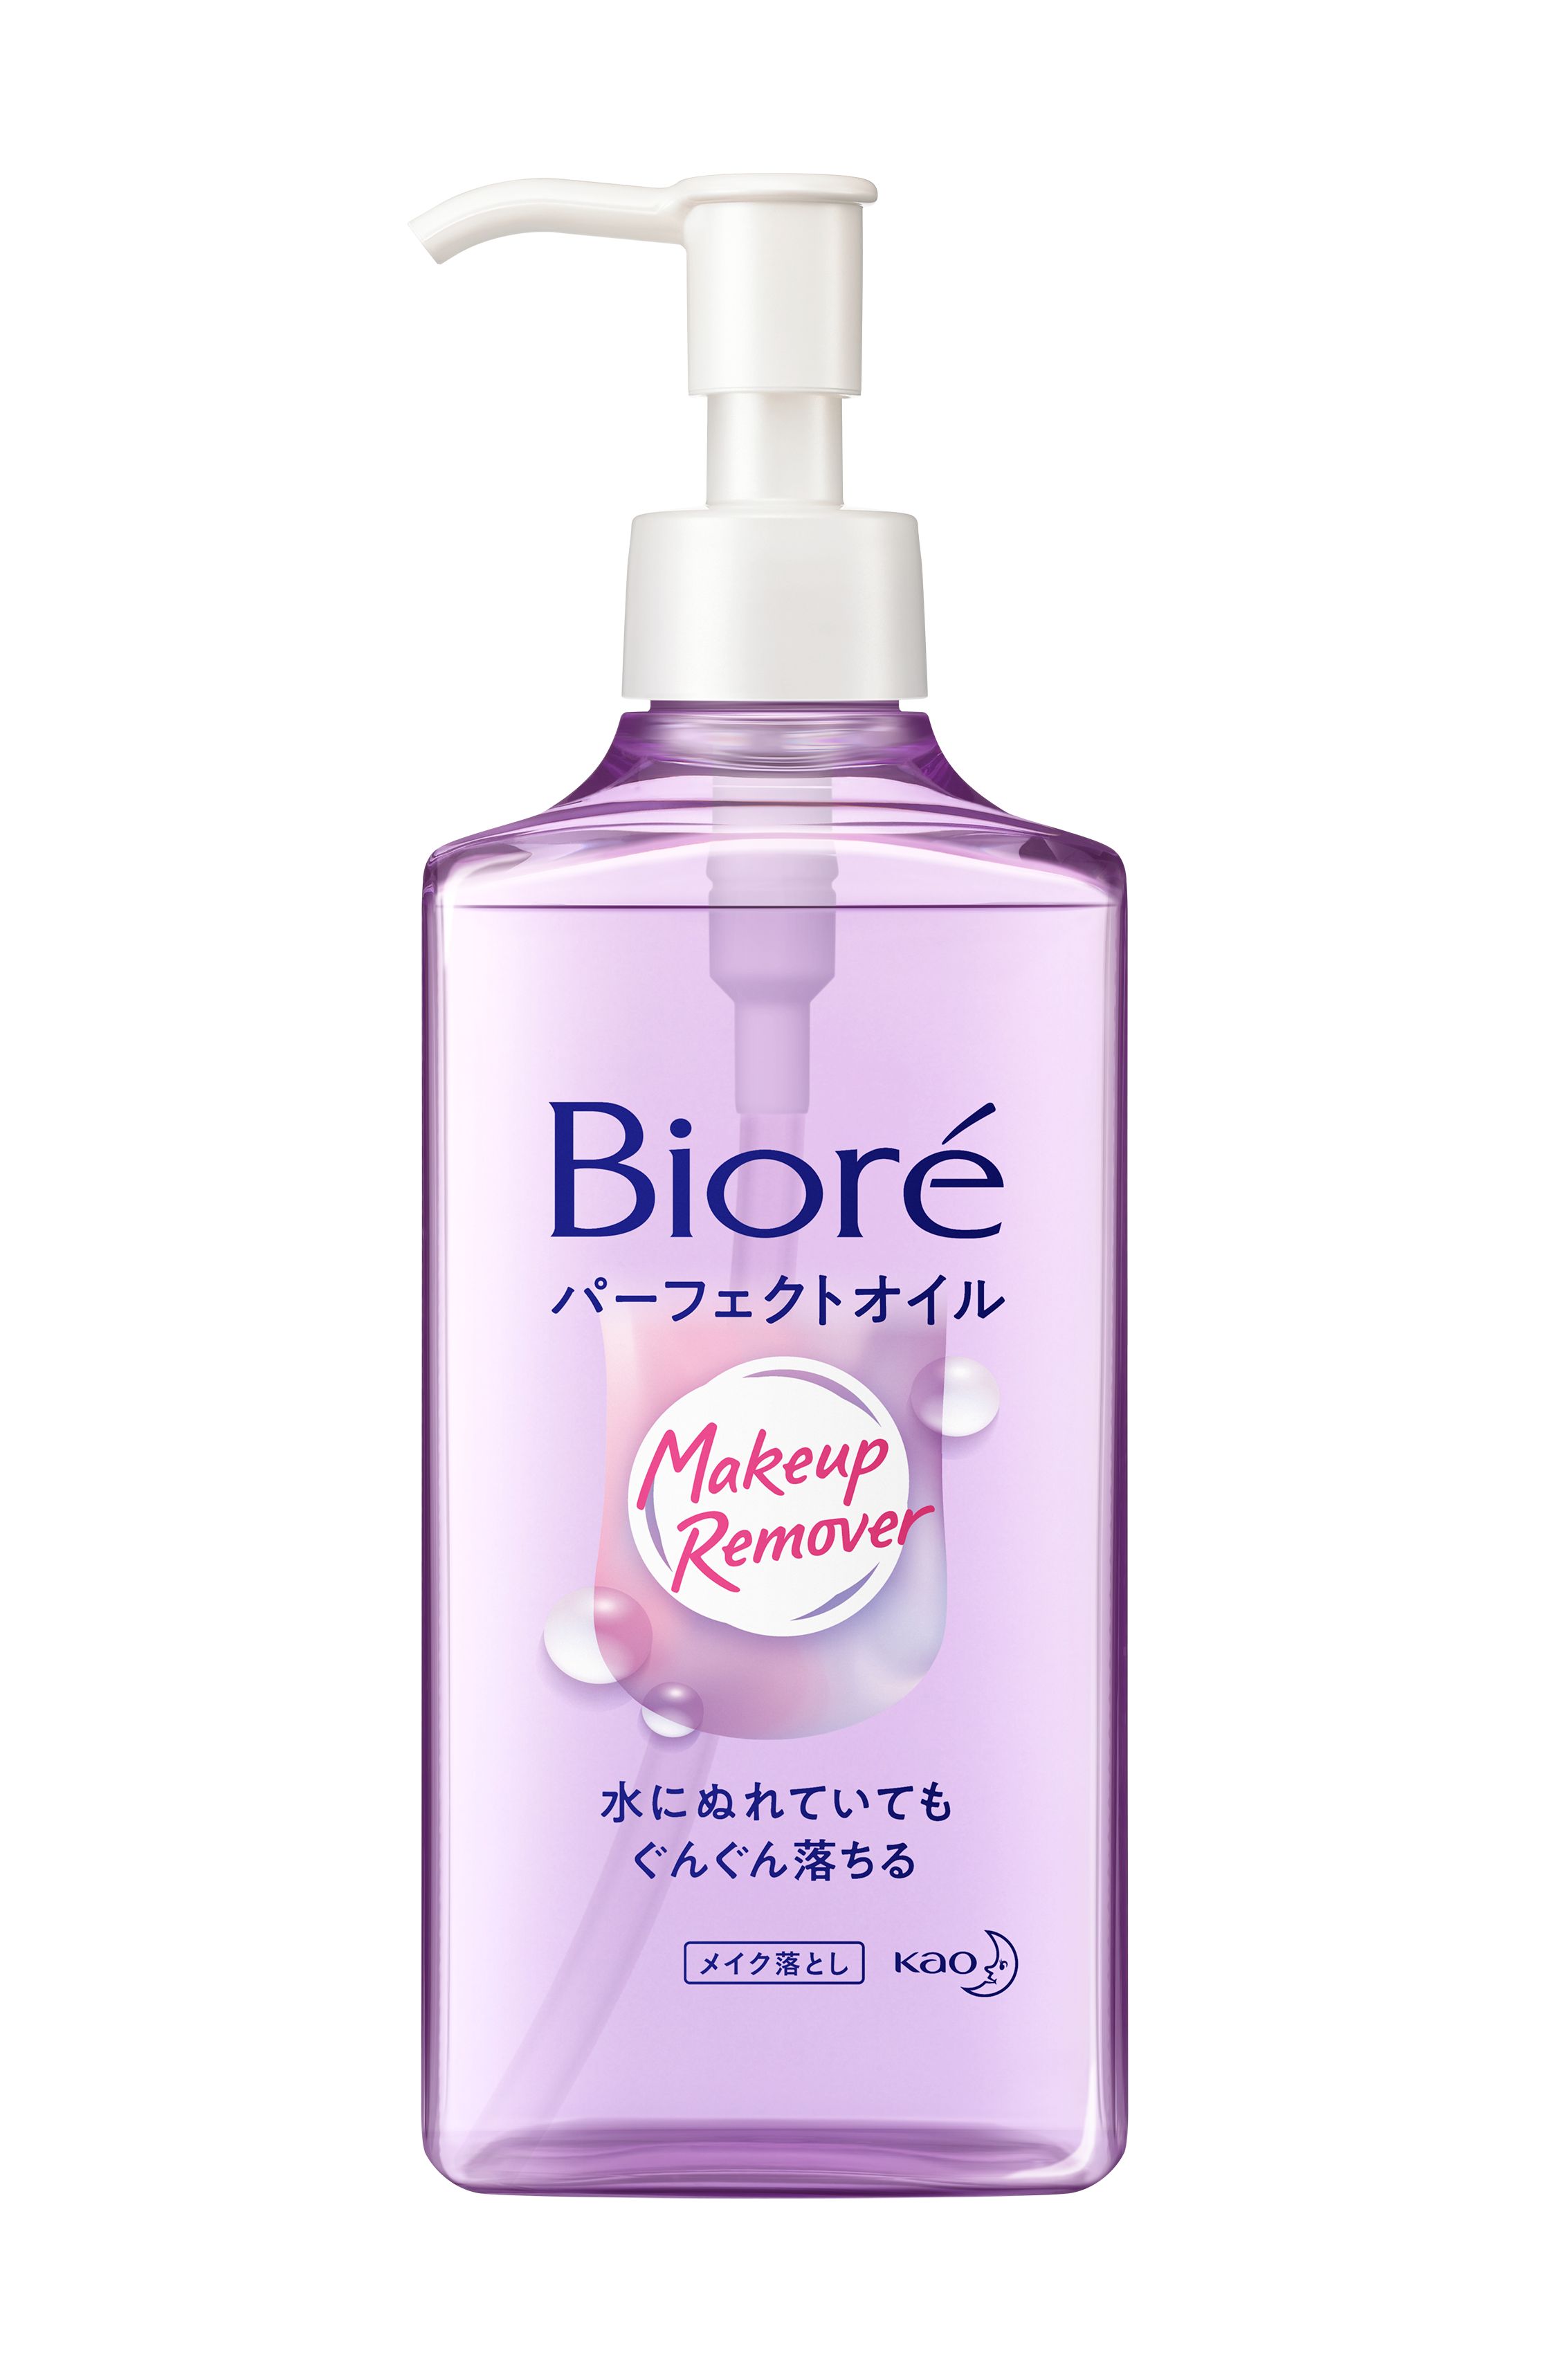 Bioré
パーフェクトオイル
Makeup
Remover
水にぬれていても
ぐんぐん落ちる
メイク落とし
Kao